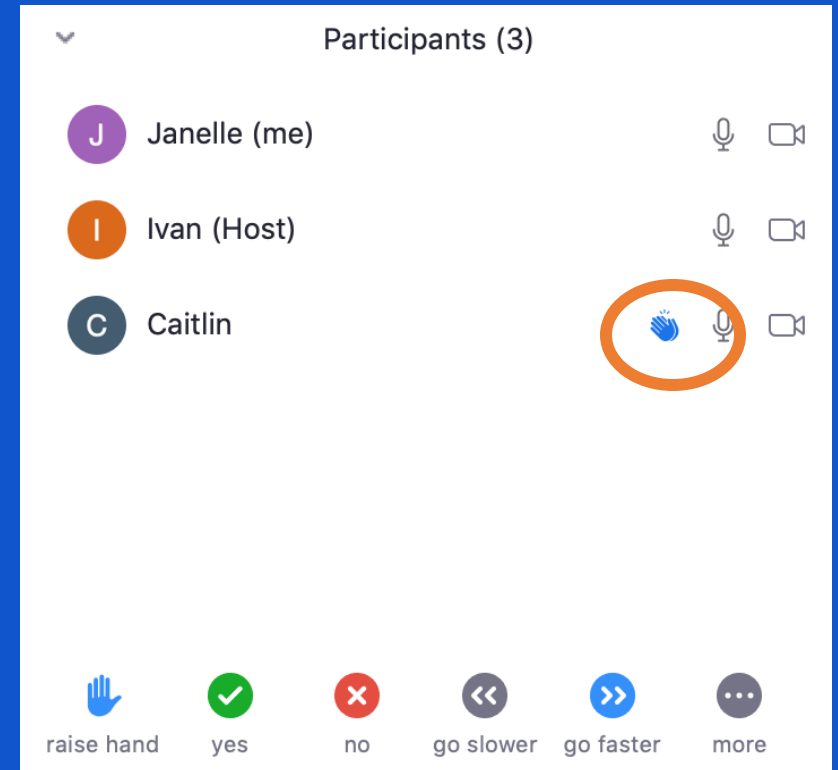 Participants (3)
J Janelle (me)
I Ivan (Host)
C Caitlin
raise hand yes no go slower go faster more